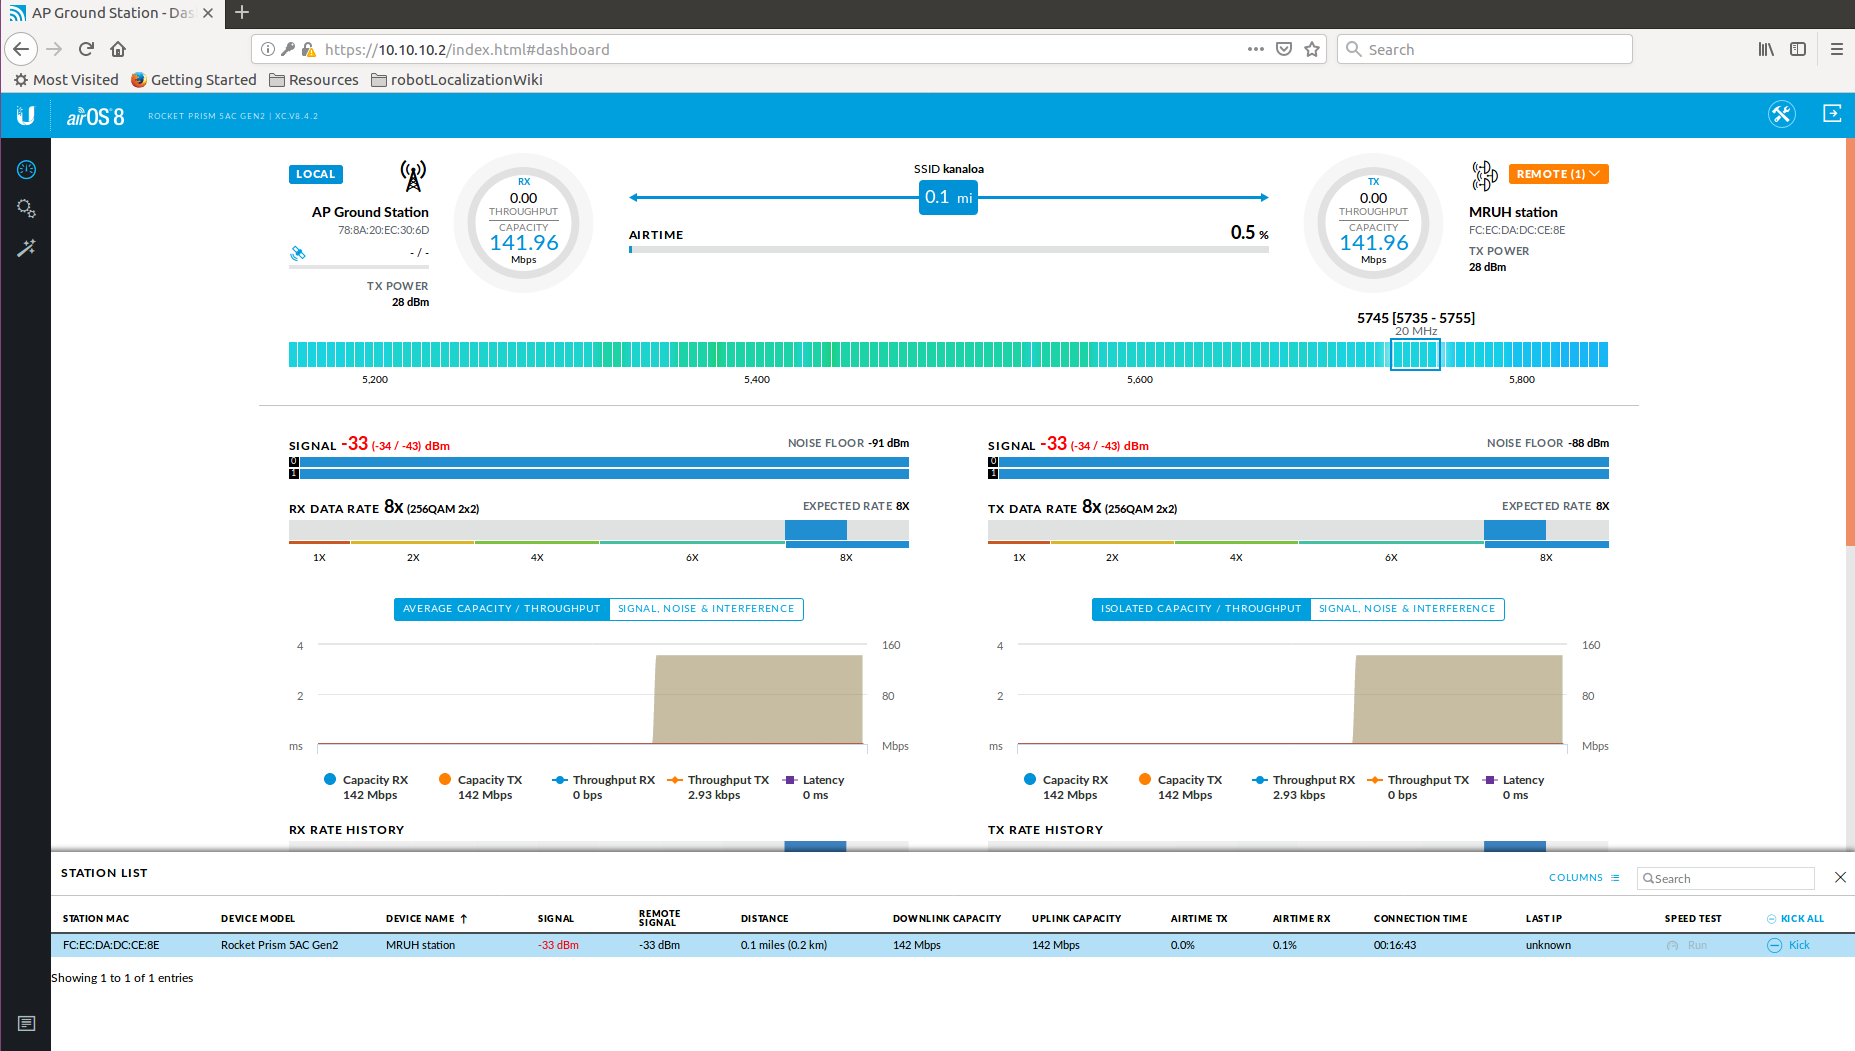 AP Ground Station - Das
https://10.10.10.2/index.html#dashboard
Search
Most Visited Getting Started Resources robotLocalizationWiki
airOS 8 ROCKET PRISM 5AC GEN2 | XC.V8.4.2
LOCAL
AP Ground Station
78:8A:20:EC:30:6D
- / -
TX POWER
28 dBm
RX
0.00
THROUGHPUT
CAPACITY
141.96
Mbps
SSID kanaloa
0.1 mi
AIRTIME 0.5 %
TX
0.00
THROUGHPUT
CAPACITY
141.96
Mbps
REMOTE (1)
MRUH station
FC:EC:DA:DC:CE:8E
TX POWER
28 dBm
5745 [5735 - 5755]
20 MHz
5,200 5,400 5,600 5,800
SIGNAL -33 (-34 / -43) dBm NOISE FLOOR -91 dBm
0
1
RX DATA RATE 8x (256QAM 2x2) EXPECTED RATE 8X
1X 2X 4X 6X 8X
AVERAGE CAPACITY / THROUGHPUT SIGNAL, NOISE & INTERFERENCE
4 160
2 80
ms Mbps
Capacity RX Capacity TX Throughput RX Throughput TX Latency
142 Mbps 142 Mbps 0 bps 2.93 kbps 0 ms
RX RATE HISTORY
SIGNAL -33 (-34 / -43) dBm NOISE FLOOR -88 dBm
0
1
TX DATA RATE 8x (256QAM 2x2) EXPECTED RATE 8X
1X 2X 4X 6X 8X
ISOLATED CAPACITY / THROUGHPUT SIGNAL, NOISE & INTERFERENCE
4 160
2 80
ms Mbps
Capacity RX Capacity TX Throughput RX Throughput TX Latency
142 Mbps 142 Mbps 2.93 kbps 0 bps 0 ms
TX RATE HISTORY
STATION LIST COLUMNS Search
STATION MAC DEVICE MODEL DEVICE NAME SIGNAL REMOTE SIGNAL DISTANCE DOWNLINK CAPACITY UPLINK CAPACITY AIRTIME TX AIRTIME RX CONNECTION TIME LAST IP SPEED TEST KICK ALL
FC:EC:DA:DC:CE:8E Rocket Prism 5AC Gen2 MRUH station -33 dBm -33 dBm 0.1 miles (0.2 km) 142 Mbps 142 Mbps 0.0% 0.1% 00:16:43 unknown Run Kick
Showing 1 to 1 of 1 entries